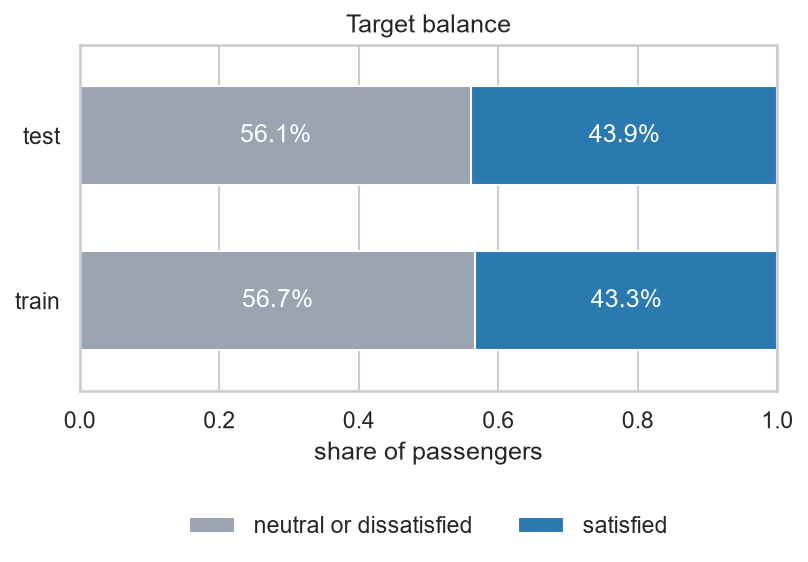 Target balance
test
56.1%
43.9%
train
56.7%
43.3%
0.0 0.2 0.4 0.6 0.8 1.0
share of passengers
neutral or dissatisfied satisfied